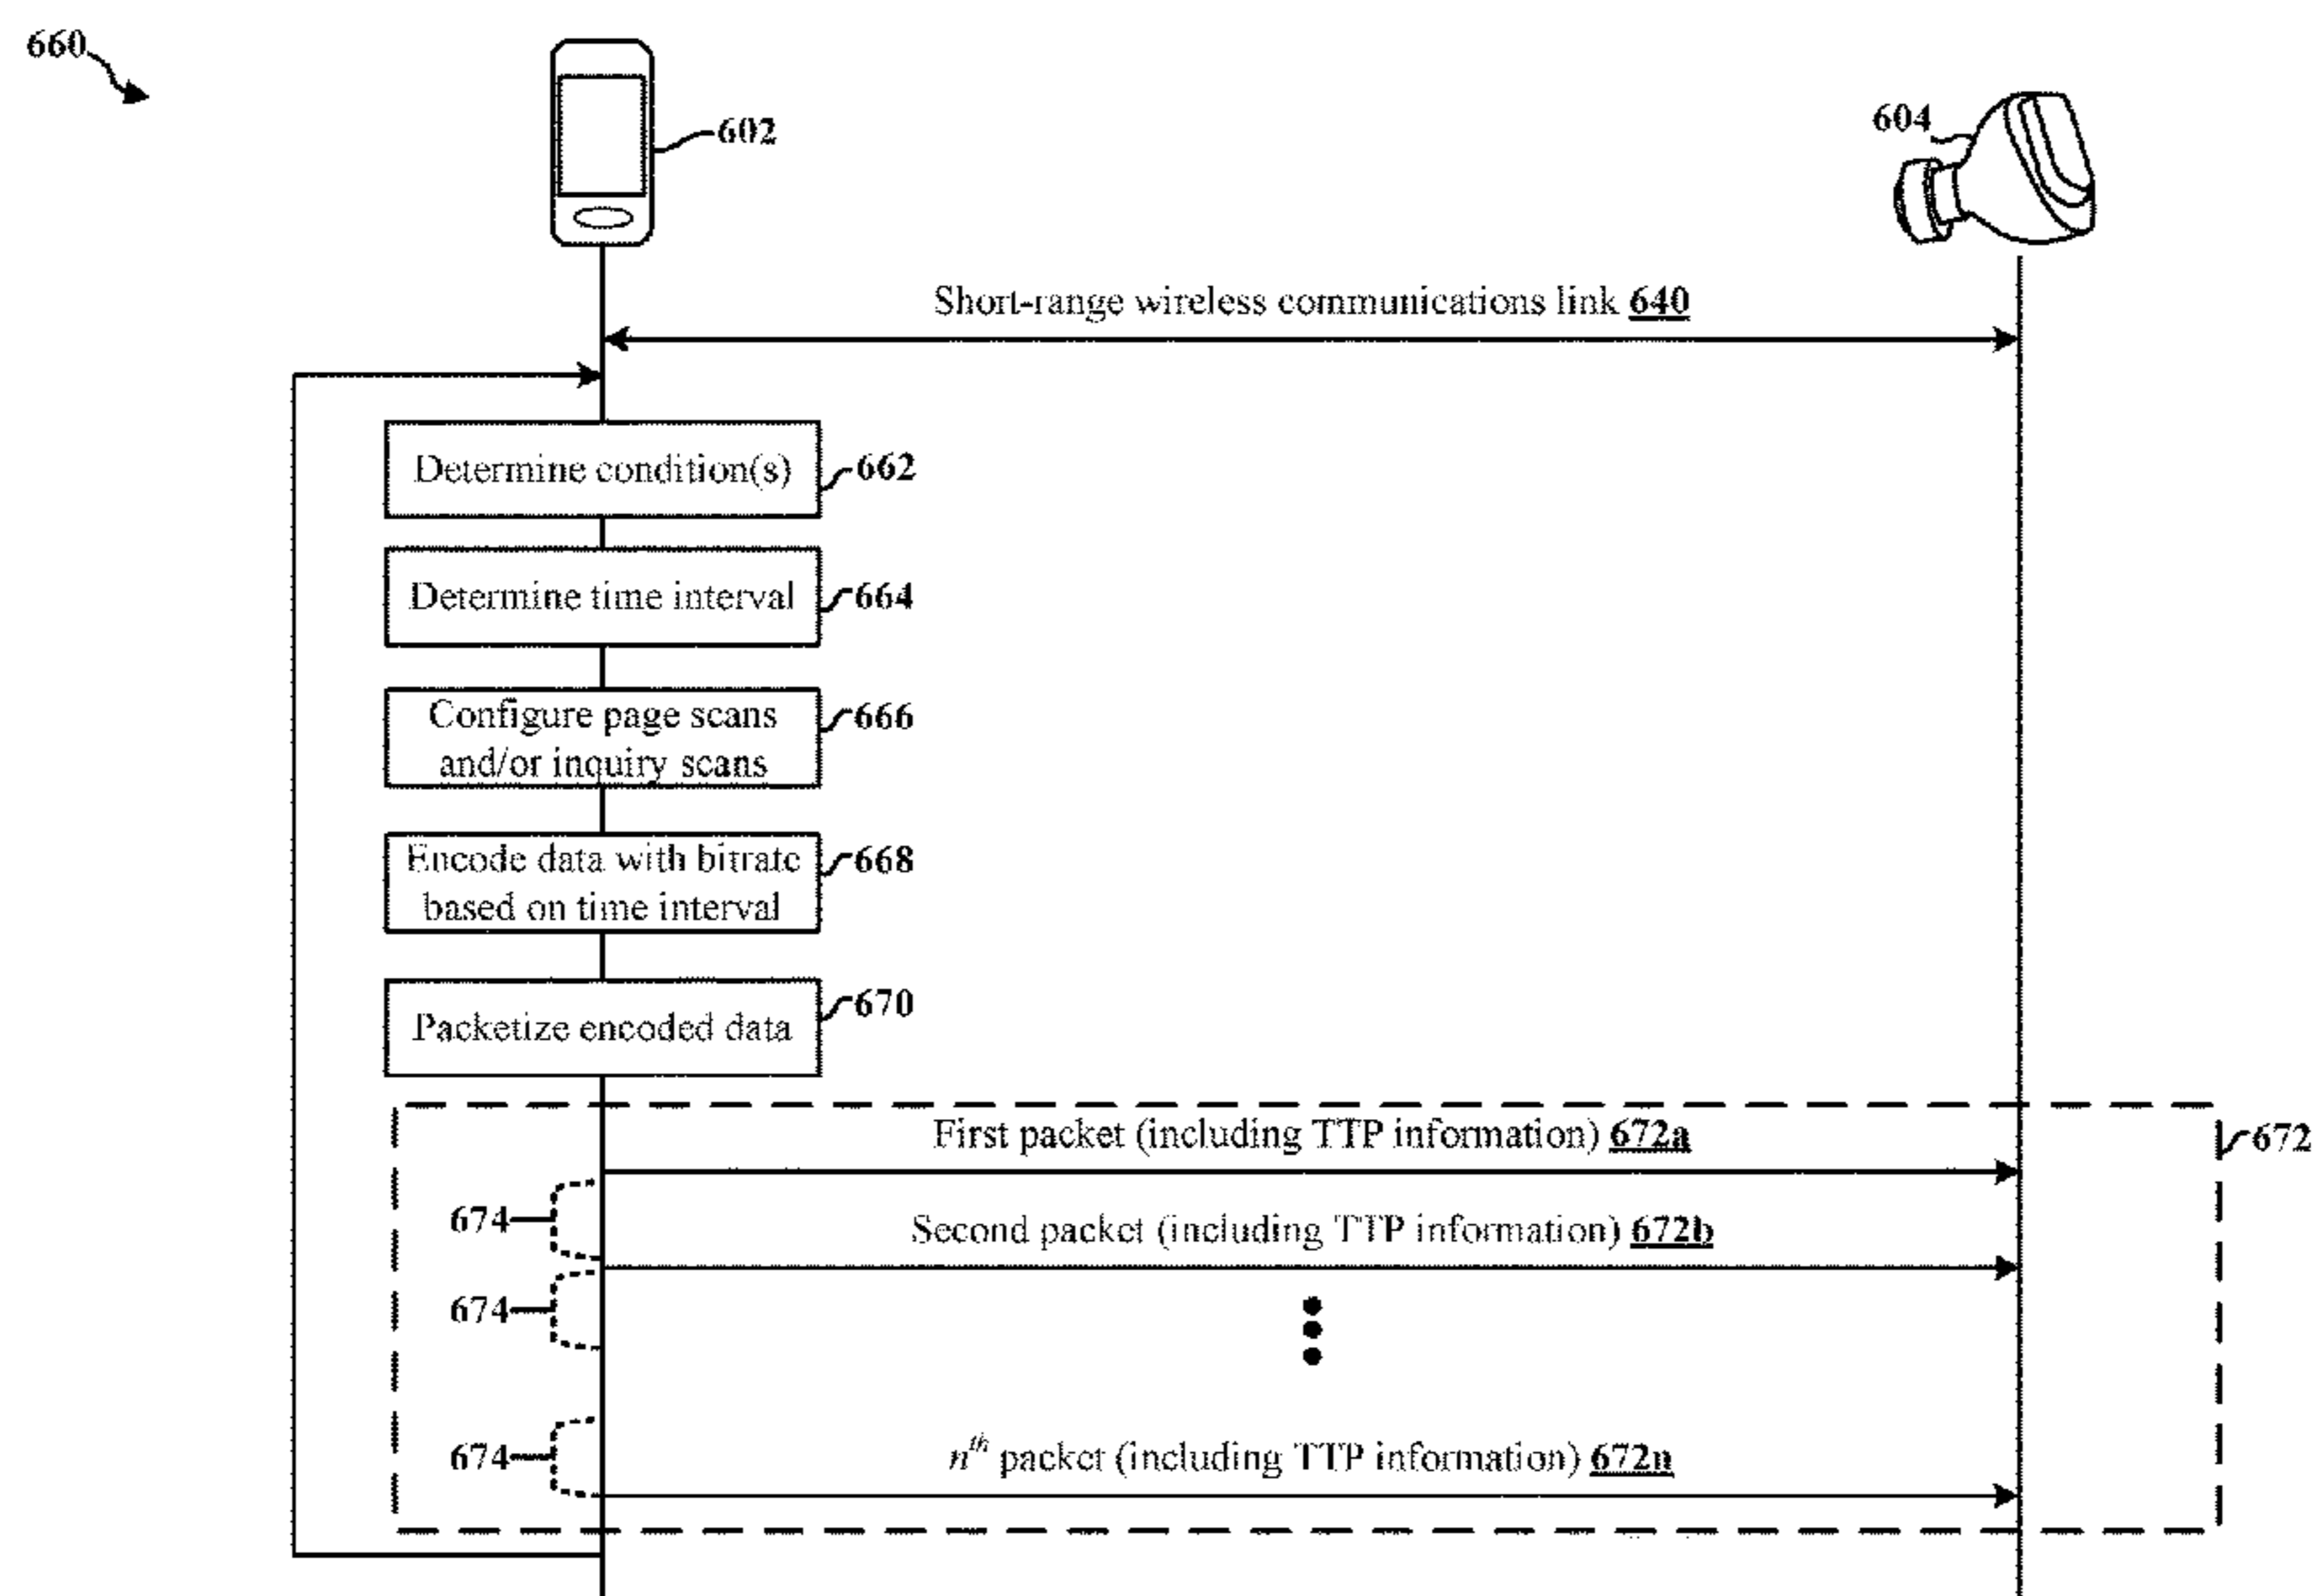 660
602
604
Short-range wireless communications link 640
Determine condition(s)
662
Determine time interval
664
Configure page scans
and/or inquiry scans
666
Encode data with bitrate
based on time interval
668
Packetize encoded data
670
First packet (including TTP information) 672a
672
674
Second packet (including TTP information) 672b
674
674
nth packet (including TTP information) 672n